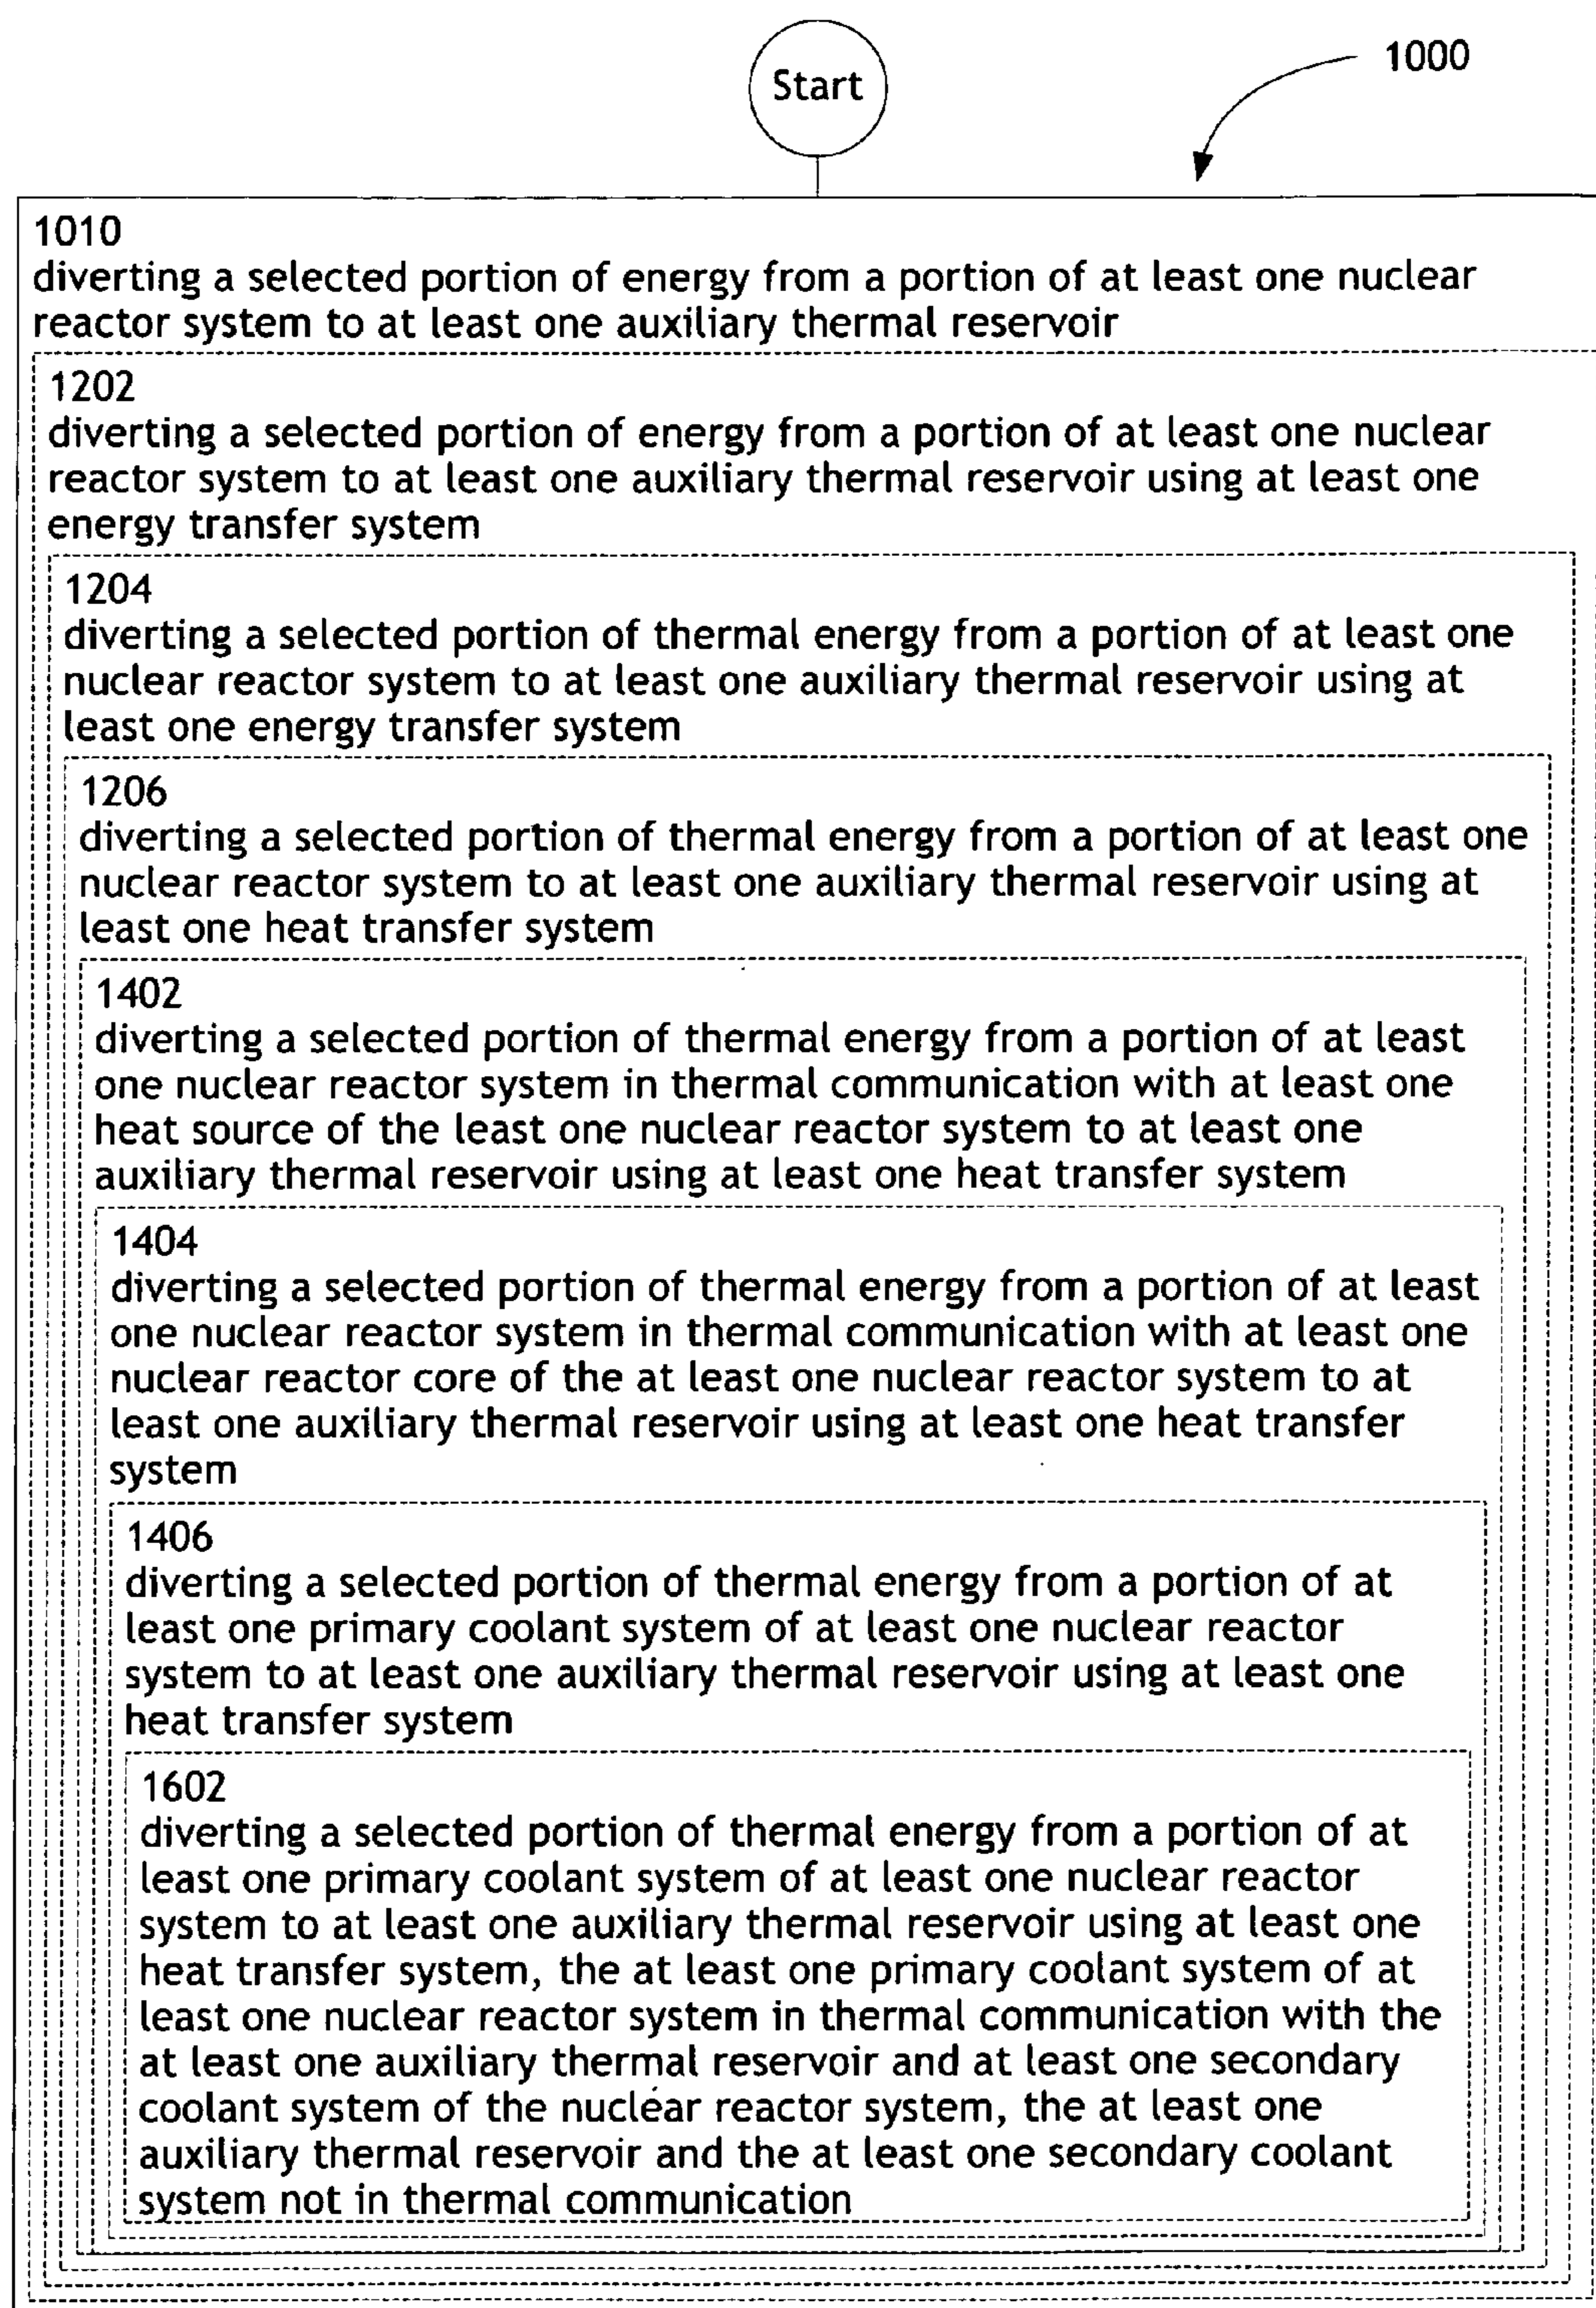 Start
1000
1010
diverting a selected portion of energy from a portion of at least one nuclear
reactor system to at least one auxiliary thermal reservoir
1202
diverting a selected portion of energy from a portion of at least one nuclear
reactor system to at least one auxiliary thermal reservoir using at least one
energy transfer system
1204
diverting a selected portion of thermal energy from a portion of at least one
nuclear reactor system to at least one auxiliary thermal reservoir using at
least one energy transfer system
1206
diverting a selected portion of thermal energy from a portion of at least one
nuclear reactor system to at least one auxiliary thermal reservoir using at
least one heat transfer system
1402
diverting a selected portion of thermal energy from a portion of at least
one nuclear reactor system in thermal communication with at least one
heat source of the least one nuclear reactor system to at least one
auxiliary thermal reservoir using at least one heat transfer system
1404
diverting a selected portion of thermal energy from a portion of at least
one nuclear reactor system in thermal communication with at least one
nuclear reactor core of the at least one nuclear reactor system to at
least one auxiliary thermal reservoir using at least one heat transfer
system
1406
diverting a selected portion of thermal energy from a portion of at
least one primary coolant system of at least one nuclear reactor
system to at least one auxiliary thermal reservoir using at least one
heat transfer system
1602
diverting a selected portion of thermal energy from a portion of at
least one primary coolant system of at least one nuclear reactor
system to at least one auxiliary thermal reservoir using at least one
heat transfer system, the at least one primary coolant system of at
least one nuclear reactor system in thermal communication with the
at least one auxiliary thermal reservoir and at least one secondary
coolant system of the nuclear reactor system, the at least one
auxiliary thermal reservoir and the at least one secondary coolant
system not in thermal communication